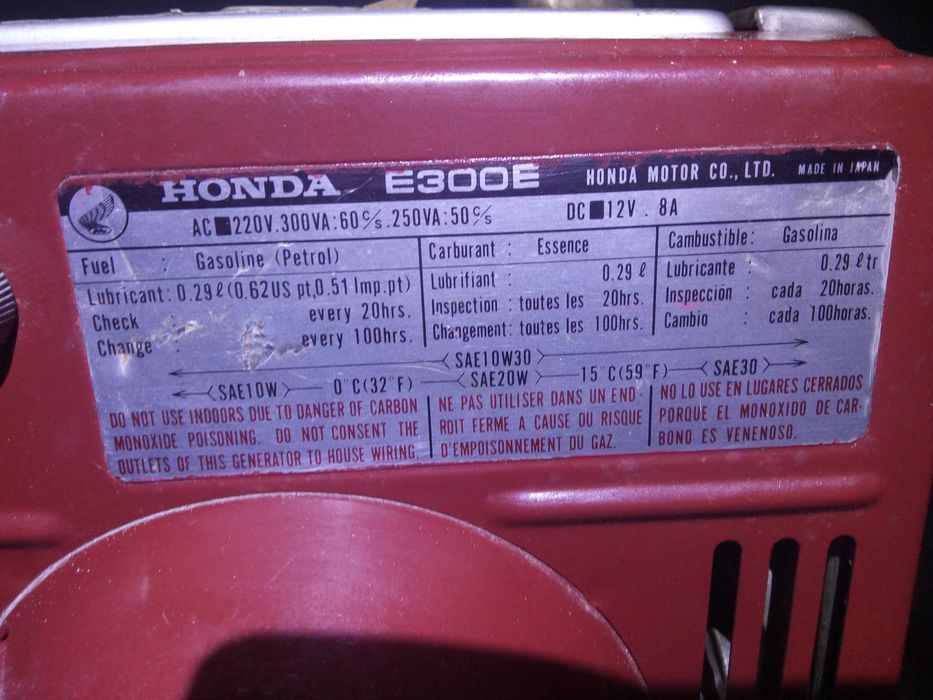 HONDA E300E HONDA MOTOR CO., LTD. MADE IN JAPAN
AC ■ 220V. 300VA : 60 c/s . 250VA : 50 c/s DC ■ 12V . 8A
Fuel : Gasoline (Petrol)
Lubricant : 0.29ℓ (0.62US pt, 0.51 Imp.pt)
Check : every 20hrs.
Change : every 100hrs.
Carburant : Essence
Lubrifiant : 0.29 ℓ
Inspection : toutes les 20hrs.
Changement : toutes les 100hrs.
Combustible : Gasolina
Lubricante : 0.29 ℓtr
Inspección : cada 20horas.
Cambio : cada 100horas.
SAE10W30
SAE10W 0°C(32°F) SAE20W 15°C(59°F) SAE30
DO NOT USE INDOORS DUE TO DANGER OF CARBON
MONOXIDE POISONING. DO NOT CONSENT THE
OUTLETS OF THIS GENERATOR TO HOUSE WIRING
NE PAS UTILISER DANS UN END-
ROIT FERME A CAUSE DU RISQUE
D'EMPOISONNEMENT DU GAZ.
NO LO USE EN LUGARES CERRADOS
PORQUE EL MONOXIDO DE CAR-
BONO ES VENENOSO.